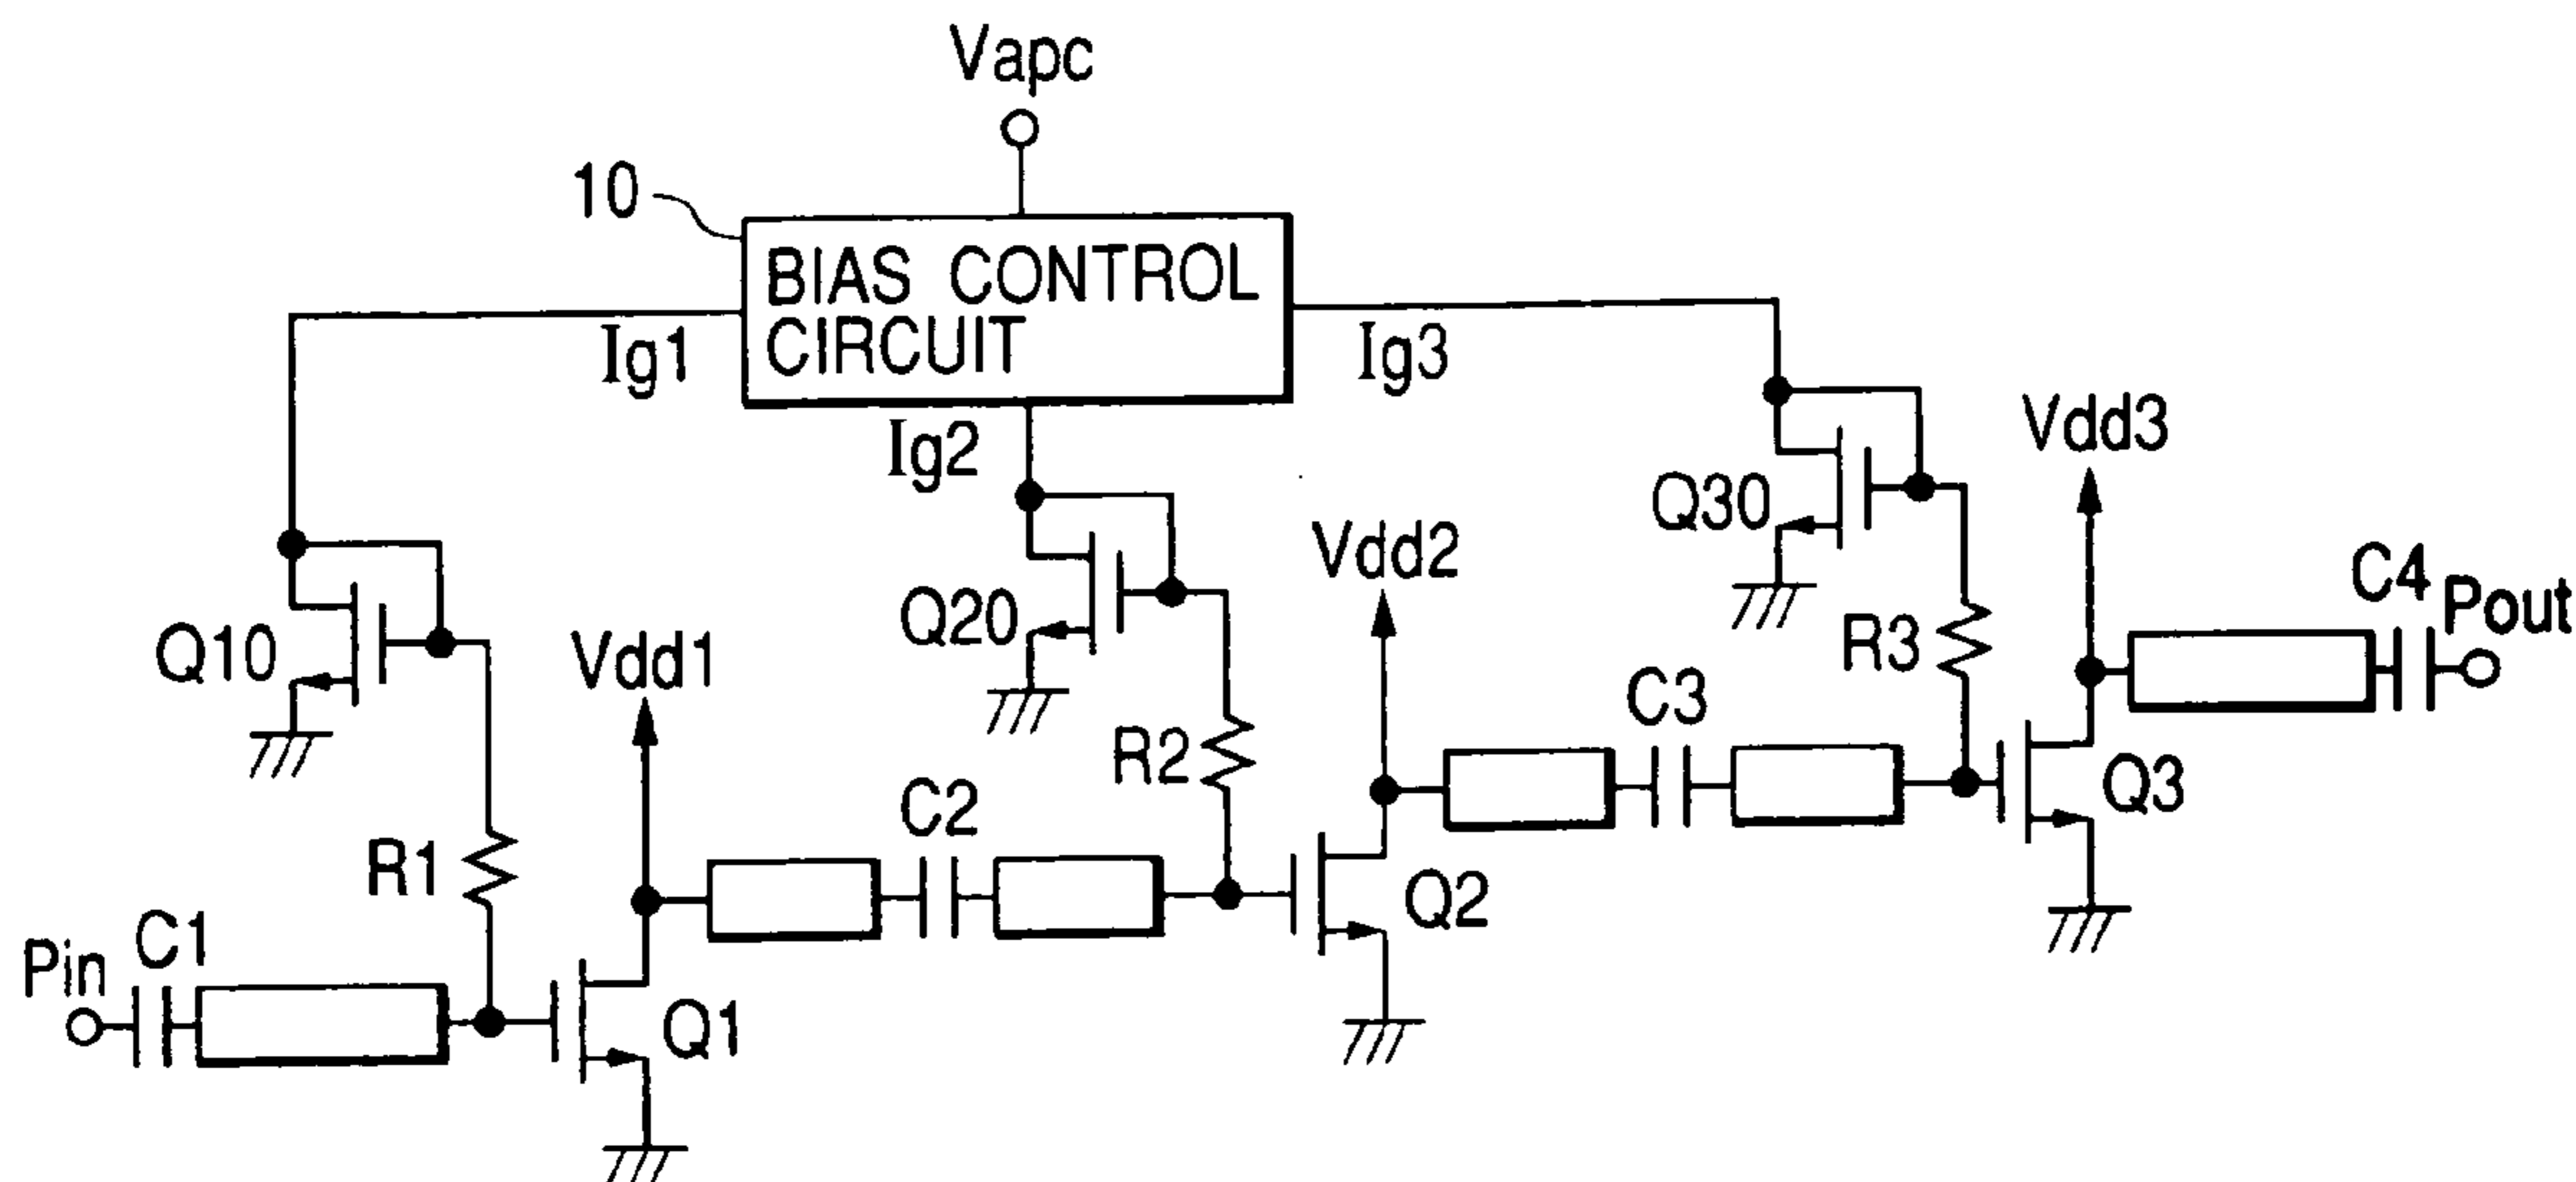 Vapc
10
BIAS CONTROL
CIRCUIT
Ig1
Ig3
Ig2
Vdd3
Q30
Vdd2
C4
Pout
Q20
Q10
Vdd1
R3
C3
R2
Q3
C2
R1
Q2
C1
Pin
Q1